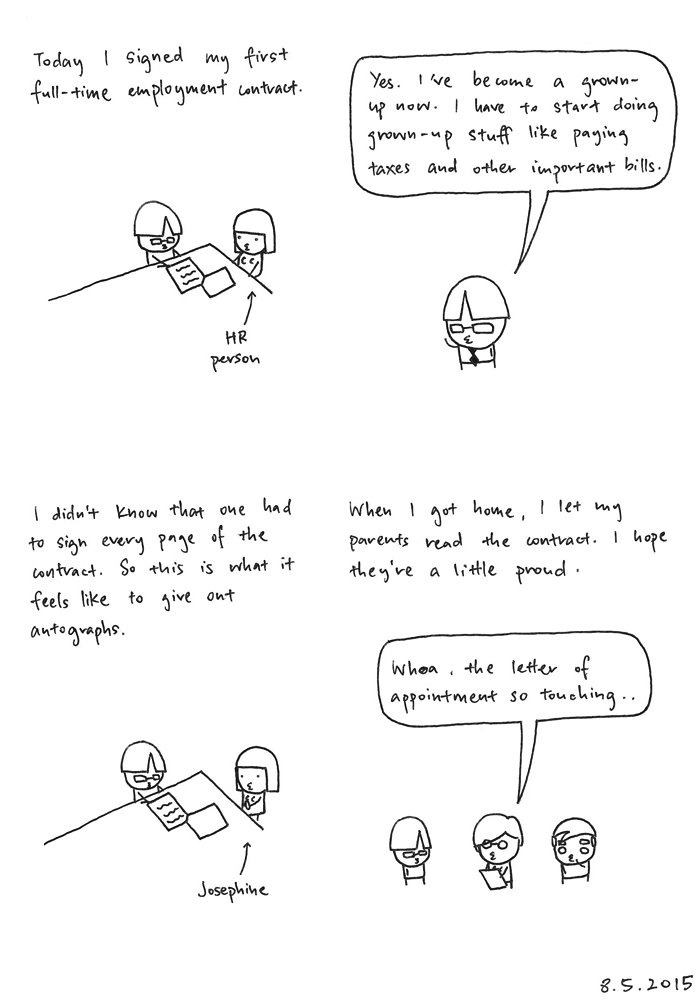 Today I signed my first
full-time employment contract.
HR
person
Yes. I've become a grown-
up now. I have to start doing
grown-up stuff like paying
taxes and other important bills.
I didn't know that one had
to sign every page of the
contract. So this is what it
feels like to give out
autographs.
Josephine
When I got home, I let my
parents read the contract. I hope
they're a little proud.
Whoa, the letter of
appointment so touching..
8.5.2015